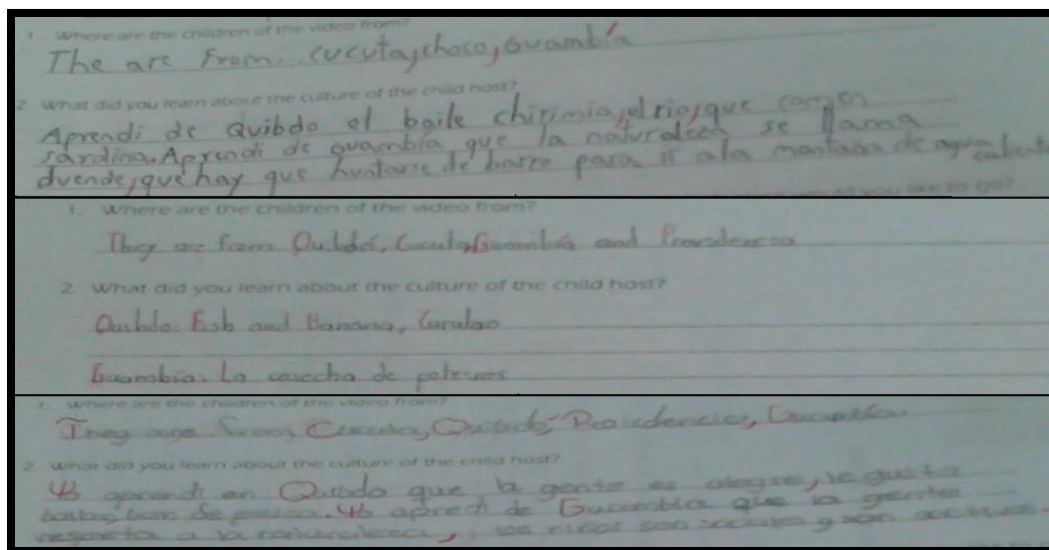 1. Where are the children of the video from?
The are From. cucuta, choco, Guambía
2. What did you learn about the culture of the child host?
Aprendi de Quibdo el baile chirimia, el rio, que comen
sardina. Aprendi de guambia, que la naturaleza se llama
duende, que hay que huntarse de barro para ir ala montaña de agua
you like to go?
1. Where are the children of the video from?
They are from Quibdó, Cucuta, Guambía and Providencia
2. What did you learn about the culture of the child host?
Quibdo: Fish and Banana,
Guambia: La cosecha de
1. Where are the children of the video from?
They are from Cucuta, Quibdo, Providencia, Guambía
2. What did you learn about the culture of the child host?
Yo aprendi en Quibdo que la gente es alegre, le gusta
Yo aprendi de Guambia que la gente
respeta a la naturaleza, los niños son y son